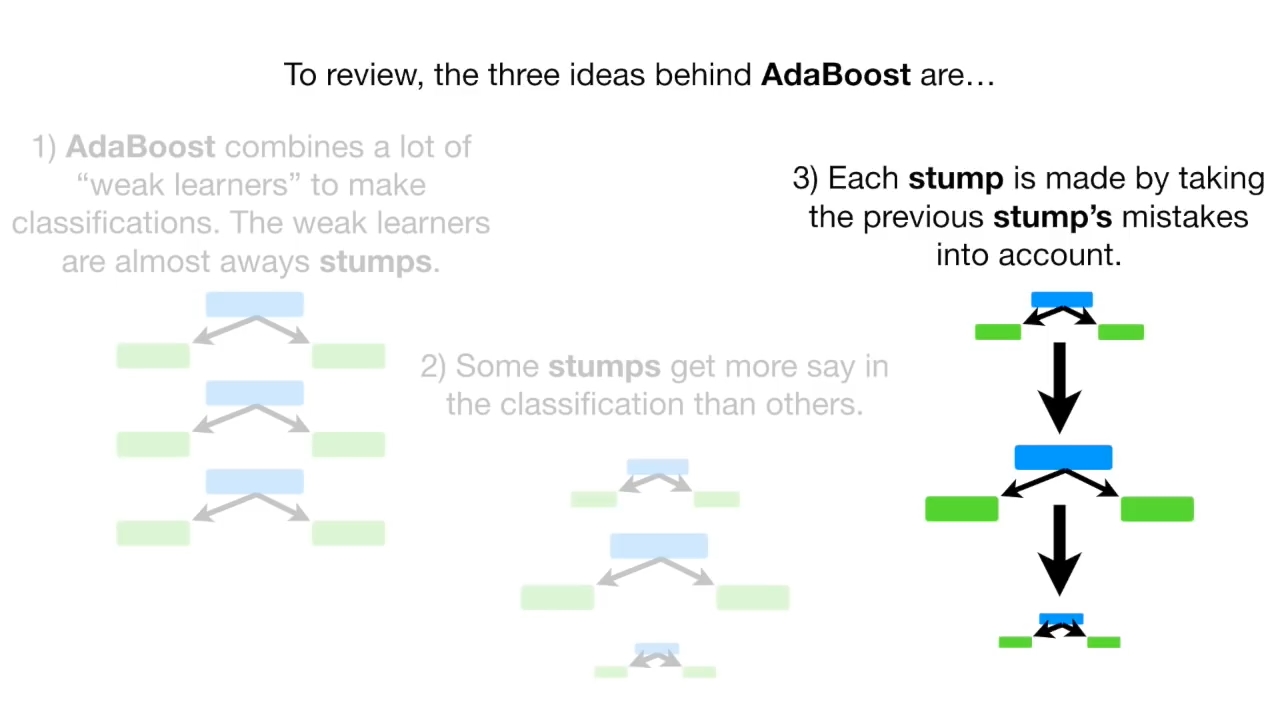 To review, the three ideas behind AdaBoost are…
1) AdaBoost combines a lot of
“weak learners” to make
classifications. The weak learners
are almost aways stumps.
2) Some stumps get more say in
the classification than others.
3) Each stump is made by taking
the previous stump’s mistakes
into account.